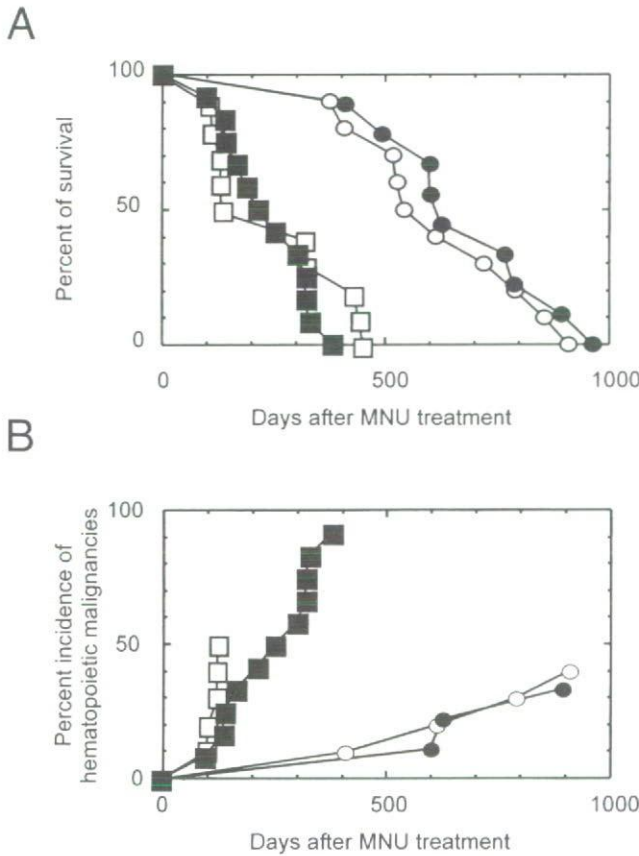 A
100
50
0
Percent of survival
0 500 1000
Days after MNU treatment
B
100
50
0
Percent incidence of
hematopoietic malignancies
0 500 1000
Days after MNU treatment